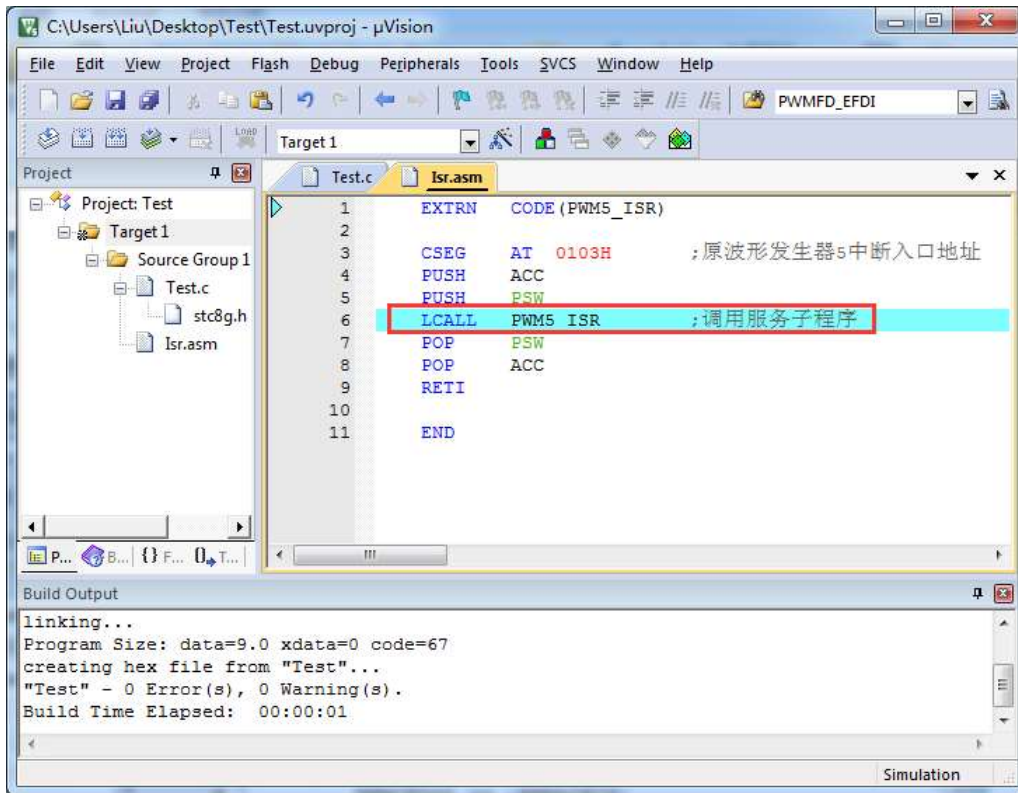 C:\Users\Liu\Desktop\Test\Test.uvproj - µVision
File Edit View Project Flash Debug Peripherals Tools SVCS Window Help
PWMFD_EFDI
LOAD Target 1
Project
Project: Test
Target 1
Source Group 1
Test.c
stc8g.h
Isr.asm
P... B... {} F... T...
Test.c Isr.asm
1 EXTRN CODE(PWM5_ISR)
2
3 CSEG AT 0103H ;原波形发生器5中断入口地址
4 PUSH ACC
5 PUSH PSW
6 LCALL PWM5_ISR ;调用服务子程序
7 POP PSW
8 POP ACC
9 RETI
10
11 END
Build Output
linking...
Program Size: data=9.0 xdata=0 code=67
creating hex file from "Test"...
"Test" - 0 Error(s), 0 Warning(s).
Build Time Elapsed: 00:00:01
Simulation